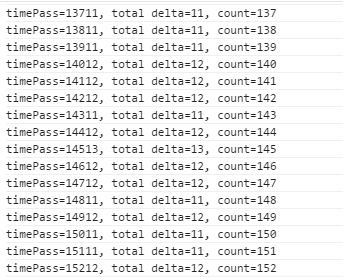 timePass=13711, total delta=11, count=137
timePass=13811, total delta=11, count=138
timePass=13911, total delta=11, count=139
timePass=14012, total delta=12, count=140
timePass=14112, total delta=12, count=141
timePass=14212, total delta=12, count=142
timePass=14311, total delta=11, count=143
timePass=14412, total delta=12, count=144
timePass=14513, total delta=13, count=145
timePass=14612, total delta=12, count=146
timePass=14712, total delta=12, count=147
timePass=14811, total delta=11, count=148
timePass=14912, total delta=12, count=149
timePass=15011, total delta=11, count=150
timePass=15111, total delta=11, count=151
timePass=15212, total delta=12, count=152